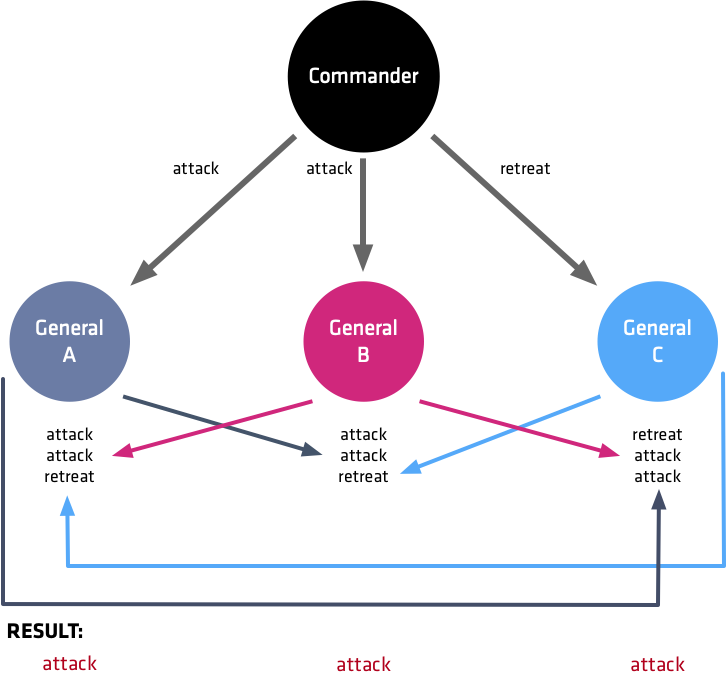 Commander
attack
attack
retreat
General
A
General
B
General
C
attack
attack
retreat
attack
attack
retreat
retreat
attack
attack
RESULT:
attack
attack
attack